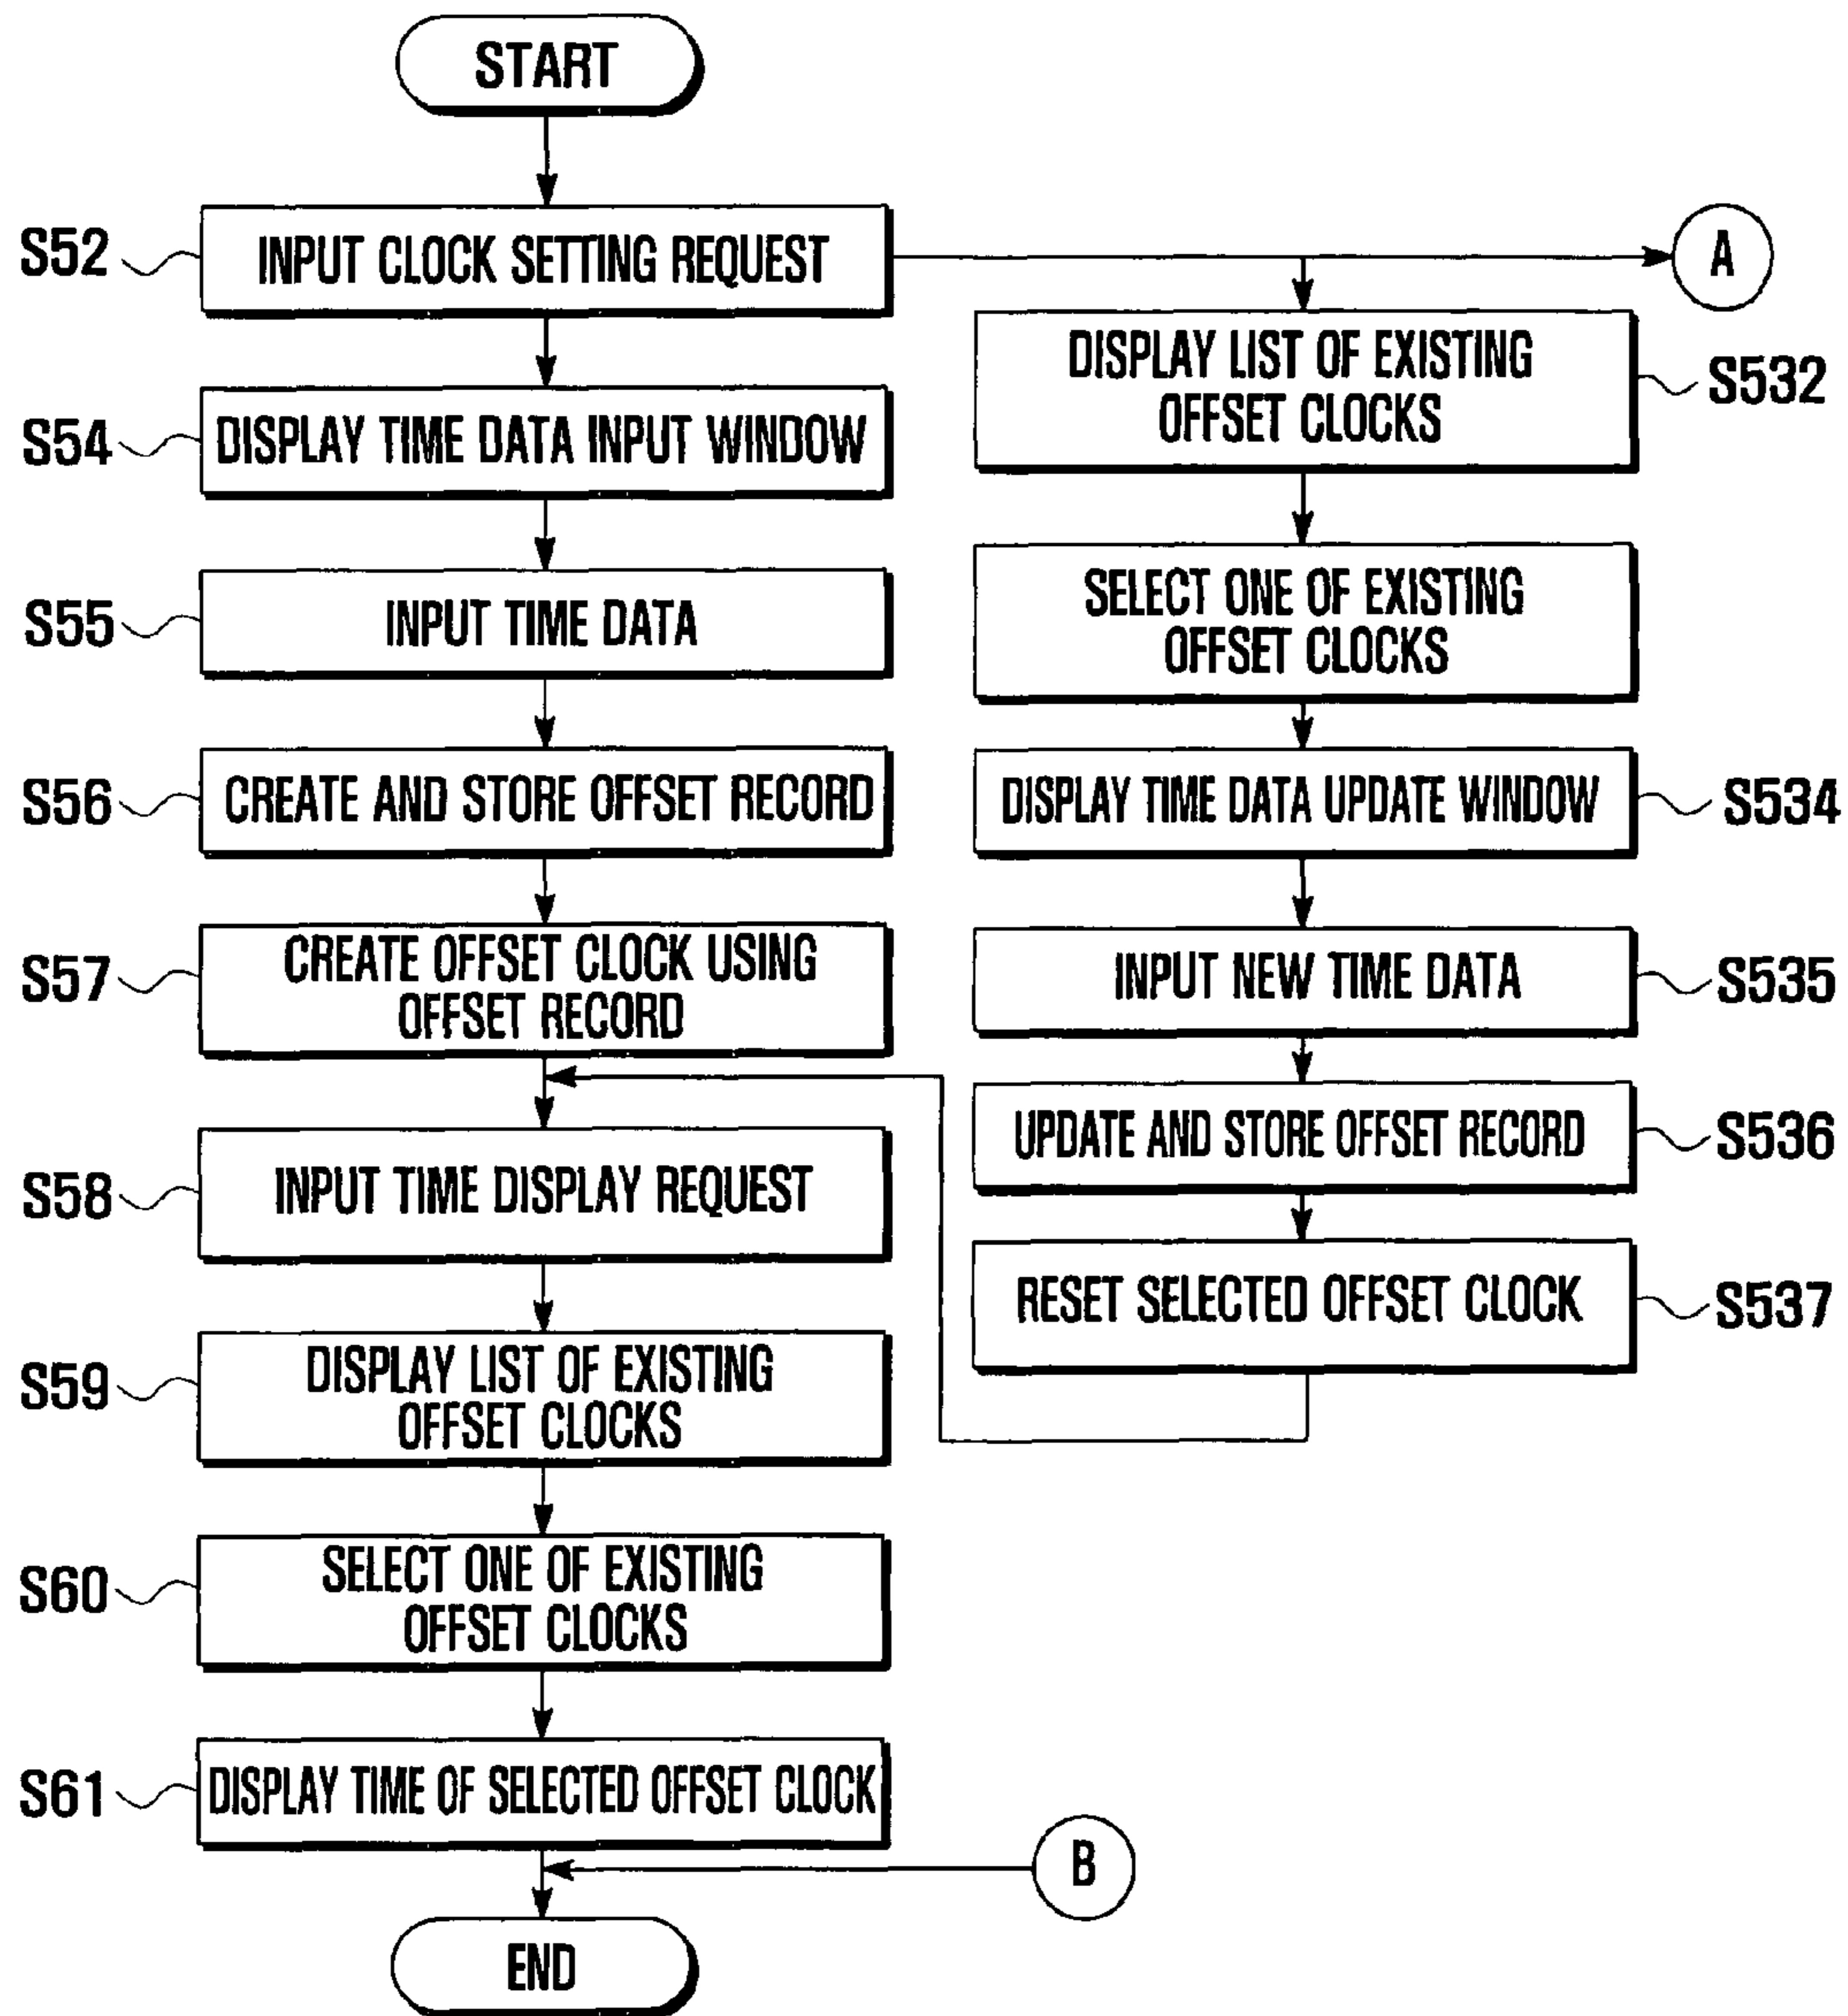 START
S52
INPUT CLOCK SETTING REQUEST
A
S54
DISPLAY TIME DATA INPUT WINDOW
S55
INPUT TIME DATA
S56
CREATE AND STORE OFFSET RECORD
S57
CREATE OFFSET CLOCK USING
OFFSET RECORD
S58
INPUT TIME DISPLAY REQUEST
S59
DISPLAY LIST OF EXISTING
OFFSET CLOCKS
S60
SELECT ONE OF EXISTING
OFFSET CLOCKS
S61
DISPLAY TIME OF SELECTED OFFSET CLOCK
B
END
DISPLAY LIST OF EXISTING
OFFSET CLOCKS
S532
SELECT ONE OF EXISTING
OFFSET CLOCKS
DISPLAY TIME DATA UPDATE WINDOW
S534
INPUT NEW TIME DATA
S535
UPDATE AND STORE OFFSET RECORD
S536
RESET SELECTED OFFSET CLOCK
S537